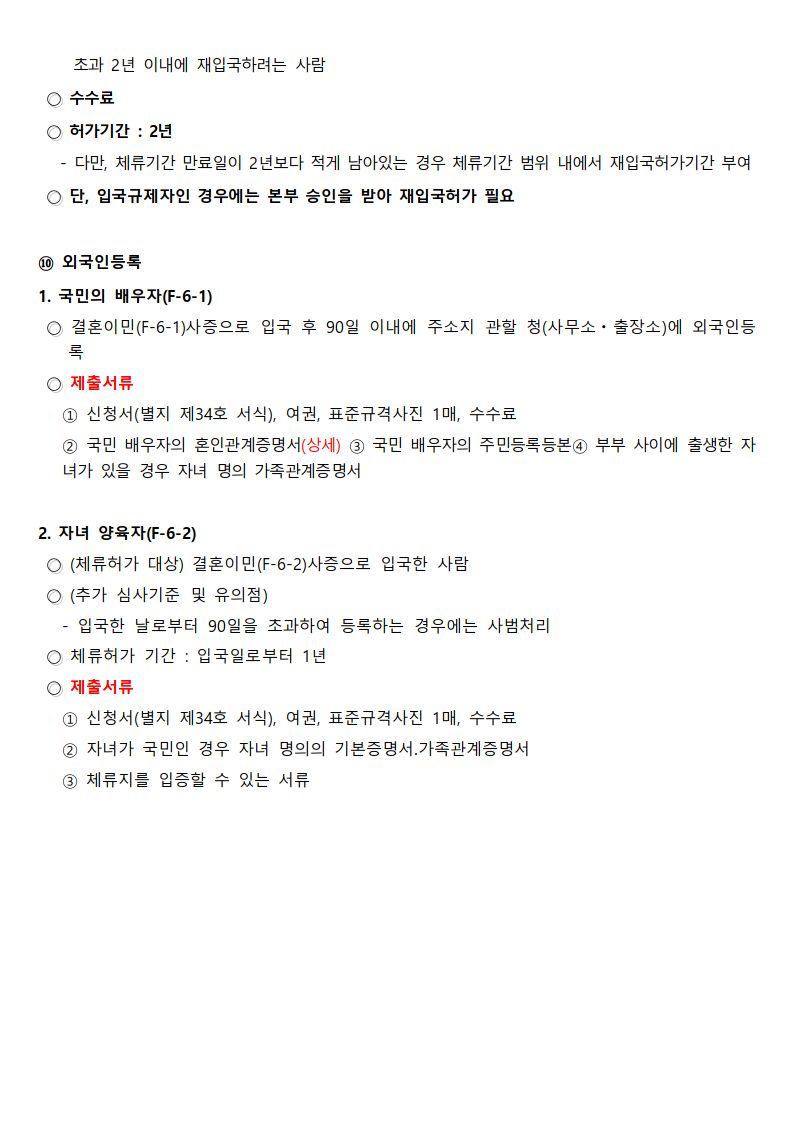 초과 2년 이내에 재입국하려는 사람
○ 수수료
○ 허가기간 : 2년
- 다만, 체류기간 만료일이 2년보다 적게 남아있는 경우 체류기간 범위 내에서 재입국허가기간 부여
○ 단, 입국규제자인 경우에는 본부 승인을 받아 재입국허가 필요
⑩ 외국인등록
1. 국민의 배우자(F-6-1)
○ 결혼이민(F-6-1)사증으로 입국 후 90일 이내에 주소지 관할 청(사무소・출장소)에 외국인등
록
○ 제출서류
① 신청서(별지 제34호 서식), 여권, 표준규격사진 1매, 수수료
② 국민 배우자의 혼인관계증명서(상세) ③ 국민 배우자의 주민등록등본④ 부부 사이에 출생한 자
녀가 있을 경우 자녀 명의 가족관계증명서
2. 자녀 양육자(F-6-2)
○ (체류허가 대상) 결혼이민(F-6-2)사증으로 입국한 사람
○ (추가 심사기준 및 유의점)
- 입국한 날로부터 90일을 초과하여 등록하는 경우에는 사범처리
○ 체류허가 기간 : 입국일로부터 1년
○ 제출서류
① 신청서(별지 제34호 서식), 여권, 표준규격사진 1매, 수수료
② 자녀가 국민인 경우 자녀 명의의 기본증명서.가족관계증명서
③ 체류지를 입증할 수 있는 서류